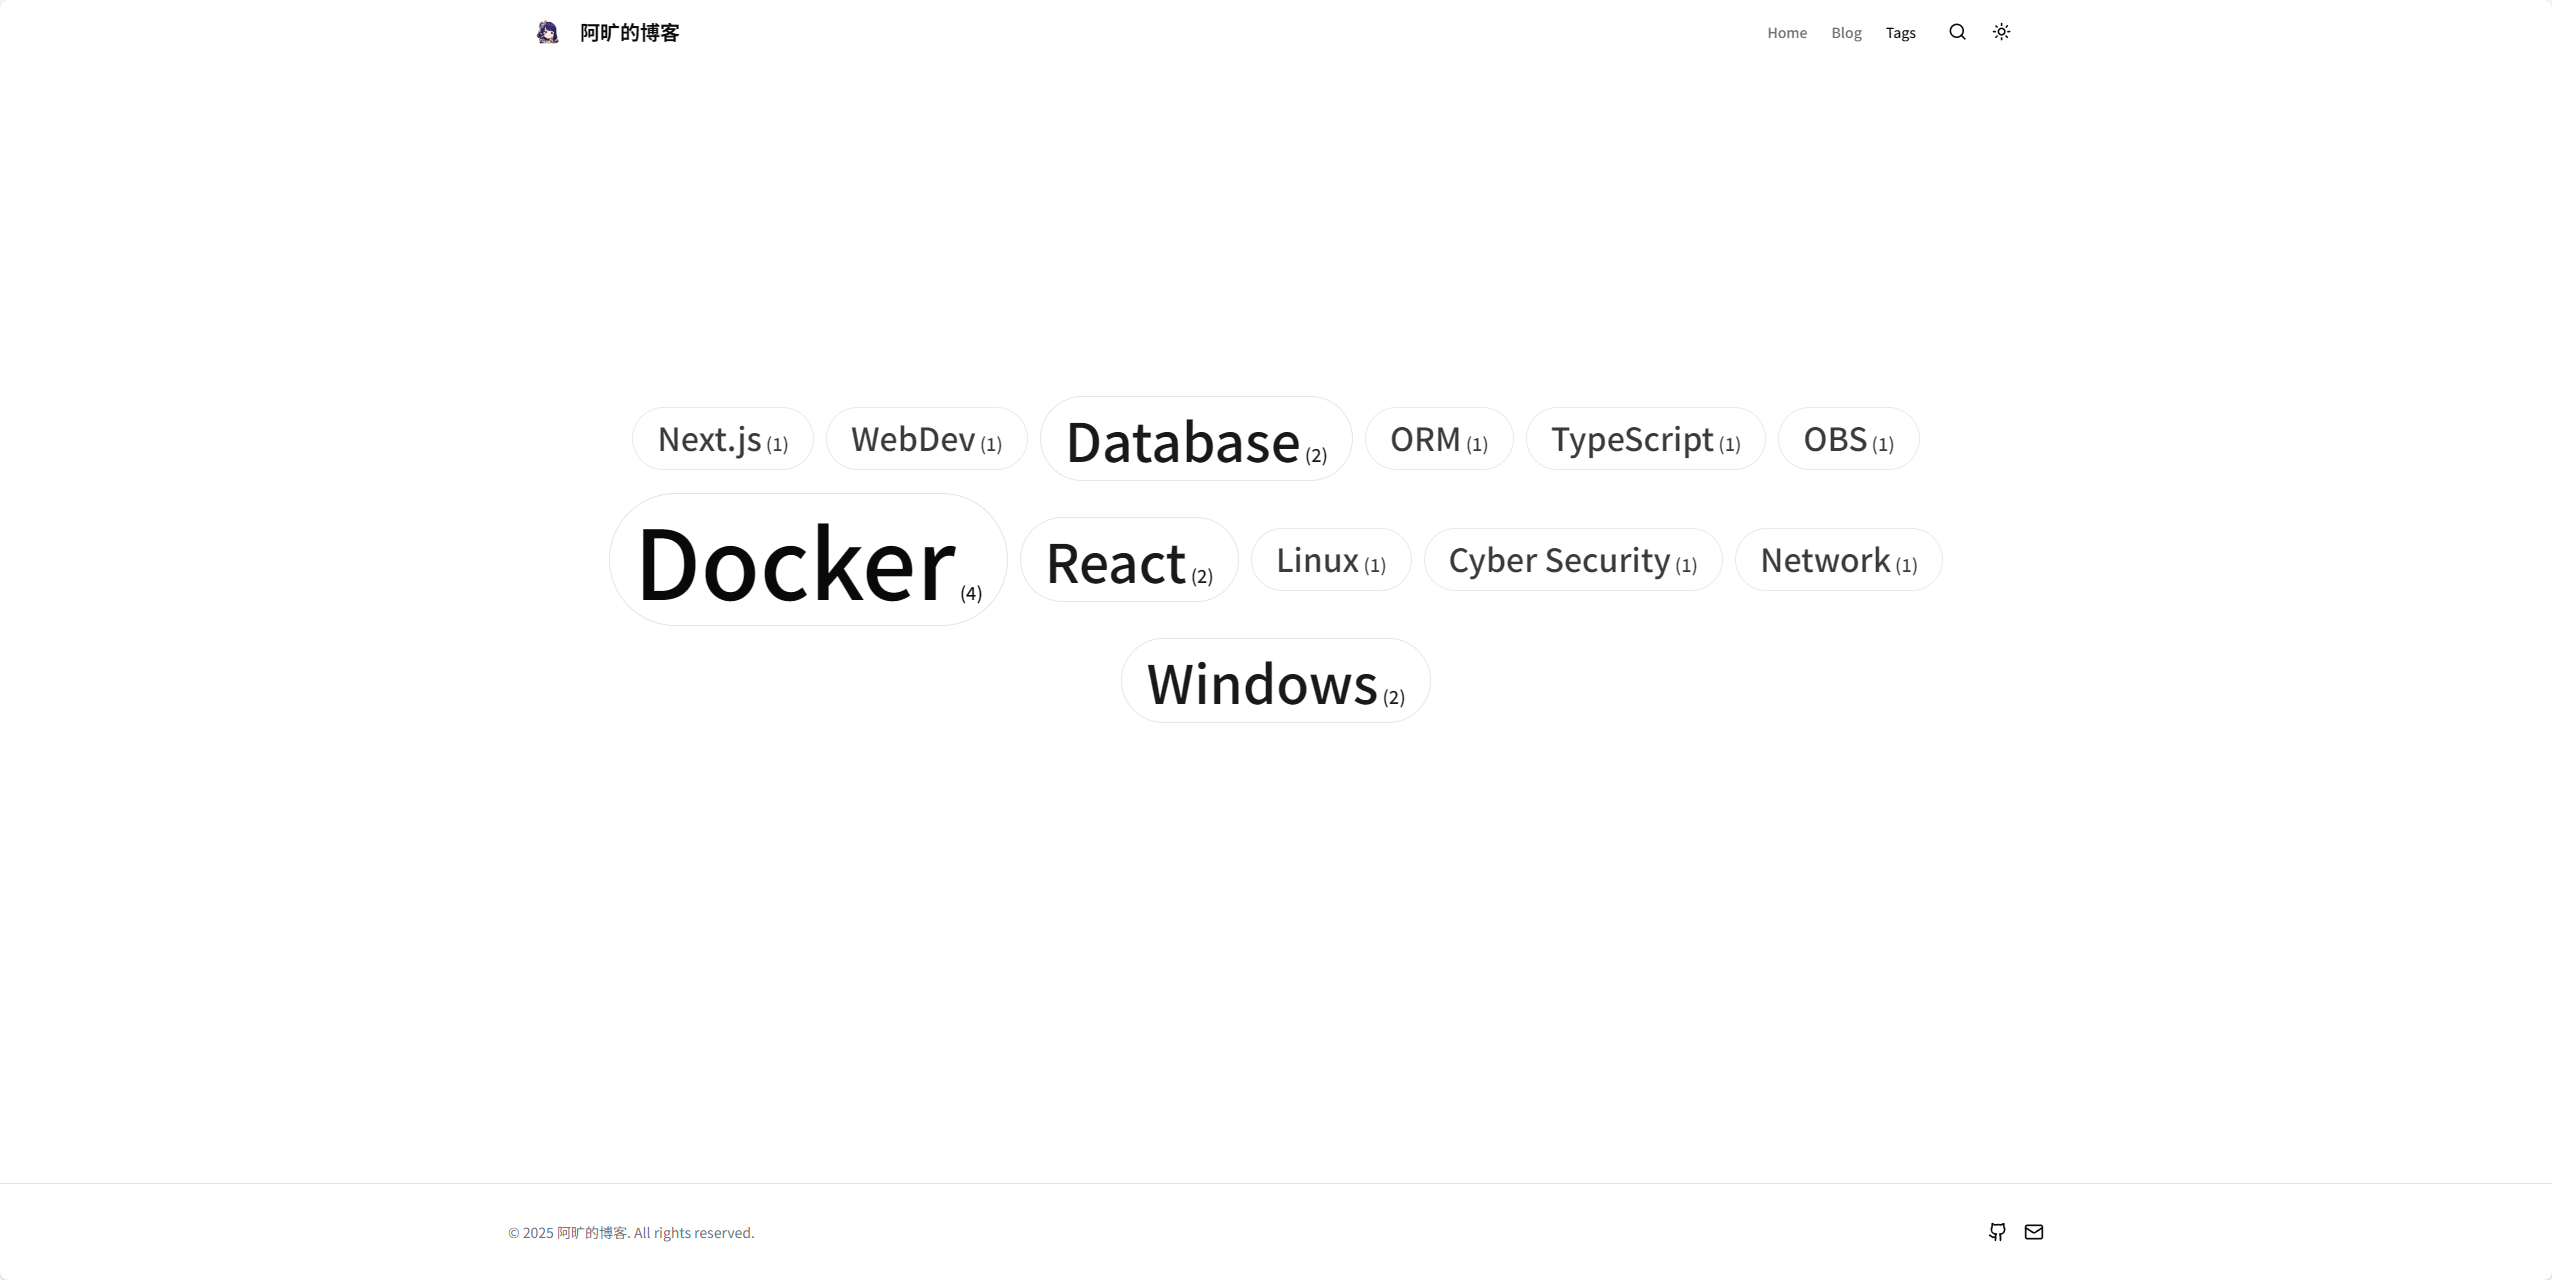 阿旷的博客 Home Blog Tags
Next.js (1) WebDev (1) Database (2) ORM (1) TypeScript (1) OBS (1)
Docker (4) React (2) Linux (1) Cyber Security (1) Network (1)
Windows (2)
© 2025 阿旷的博客. All rights reserved.